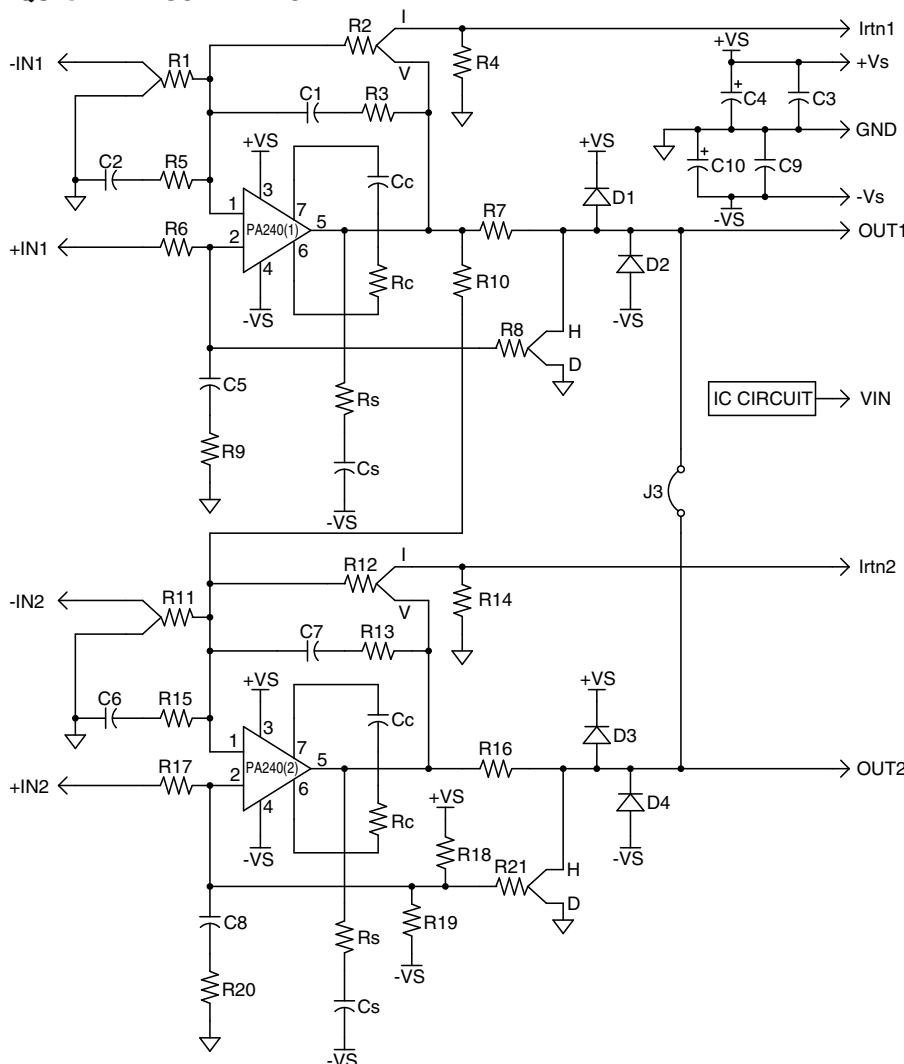 I
Irtn1
R2
+VS
-IN1
R1
V
R4
+Vs
C4
C3
C1
R3
GND
+VS
+VS
C10
C9
C2
R5
Cc
D1
-Vs
-VS
3
1
7
R6
PA240(1)
5
R7
OUT1
+IN1
2
6
R10
D2
4
Rc
-VS
R8
H
-VS
D
C5
Rs
IC CIRCUIT
VIN
R9
Cs
J3
-VS
I
R12
Irtn2
-IN2
R11
V
R14
C7
R13
+VS
+VS
C6
R15
Cc
D3
3
1
7
R17
PA240(2)
5
R16
OUT2
+IN2
2
6
+VS
D4
4
Rc
-VS
R18
R21
H
-VS
D
C8
R19
Rs
-VS
R20
Cs
-VS